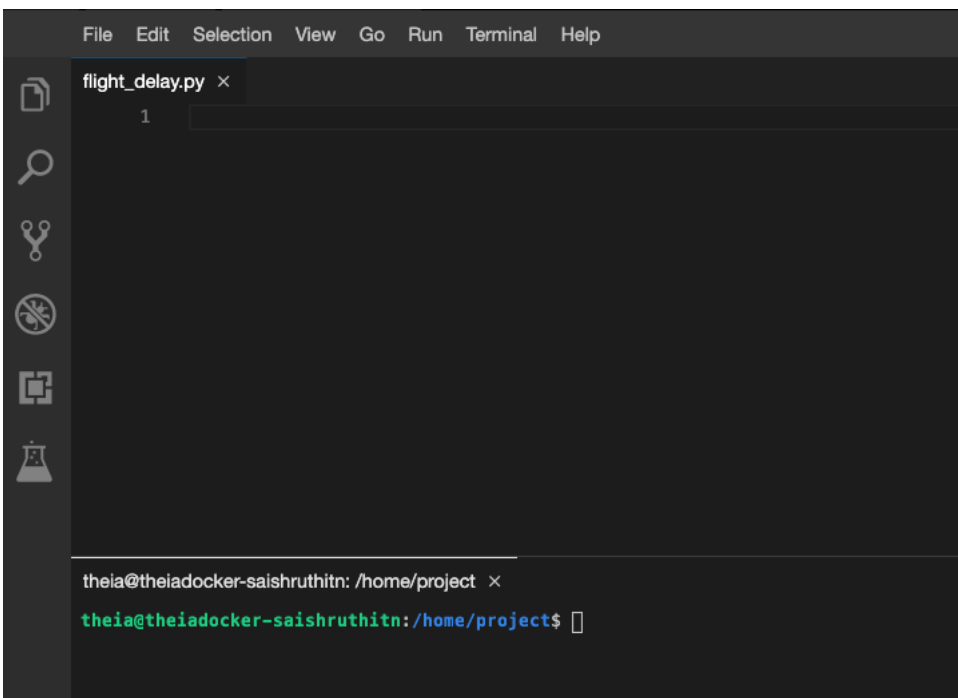 File Edit Selection View Go Run Terminal Help
flight_delay.py ×
1
theia@theiadocker-saishruthitn: /home/project ×
theia@theiadocker-saishruthitn:/home/project$